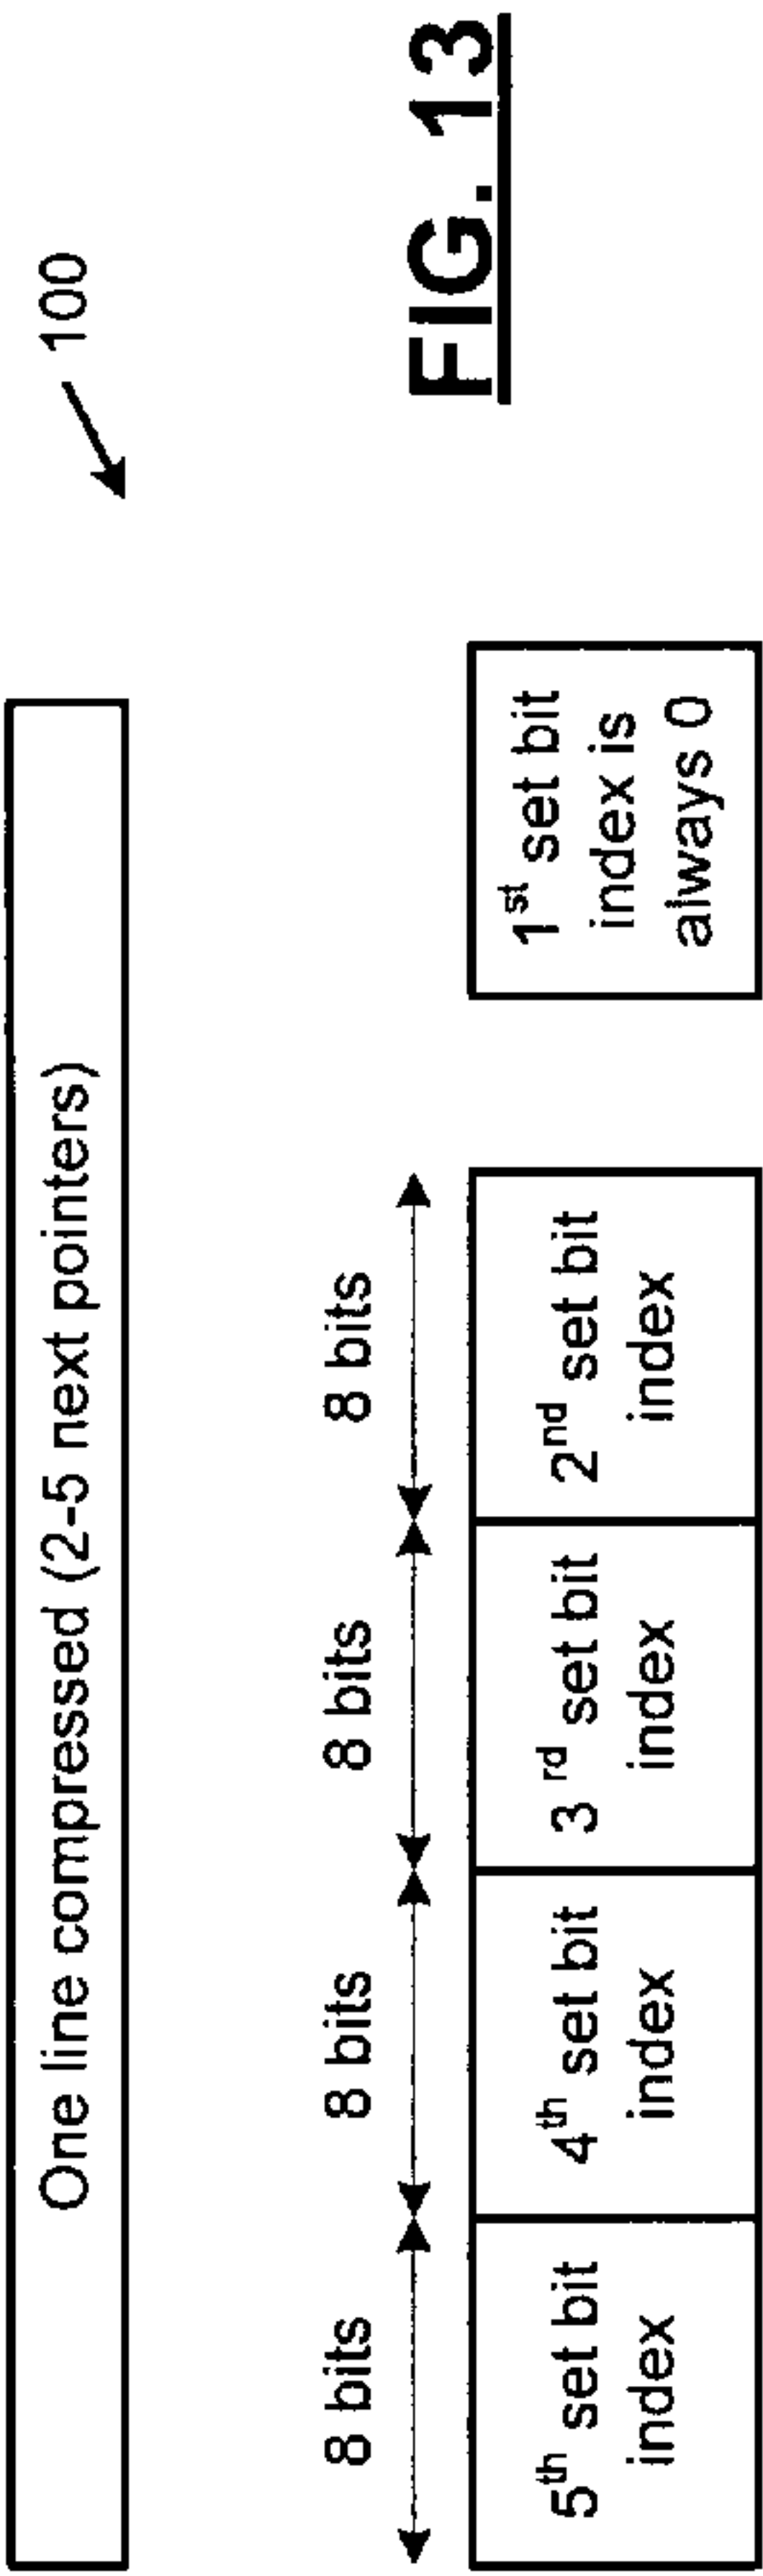 100
One line compressed (2-5 next pointers)
8 bits
8 bits
8 bits
8 bits
5th set bit
index
4th set bit
index
3rd set bit
index
2nd set bit
index
1st set bit
index is
always 0
FIG. 13